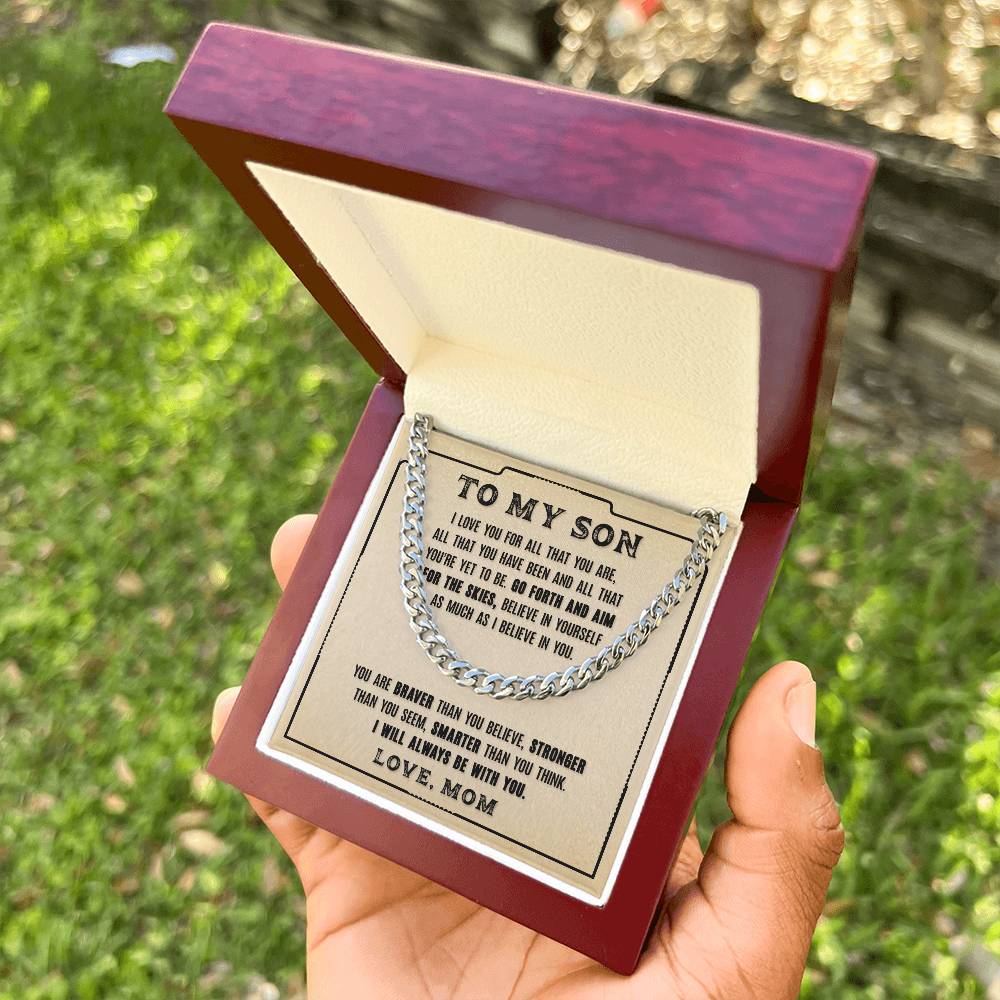 TO MY SON
I LOVE YOU FOR ALL THAT YOU ARE,
ALL THAT YOU HAVE BEEN AND ALL THAT
YOU'RE YET TO BE. GO FORTH AND AIM
FOR THE SKIES, BELIEVE IN YOURSELF
AS MUCH AS I BELIEVE IN YOU.
YOU ARE BRAVER THAN YOU BELIEVE, STRONGER
THAN YOU SEEM, SMARTER THAN YOU THINK.
I WILL ALWAYS BE WITH YOU.
LOVE, MOM